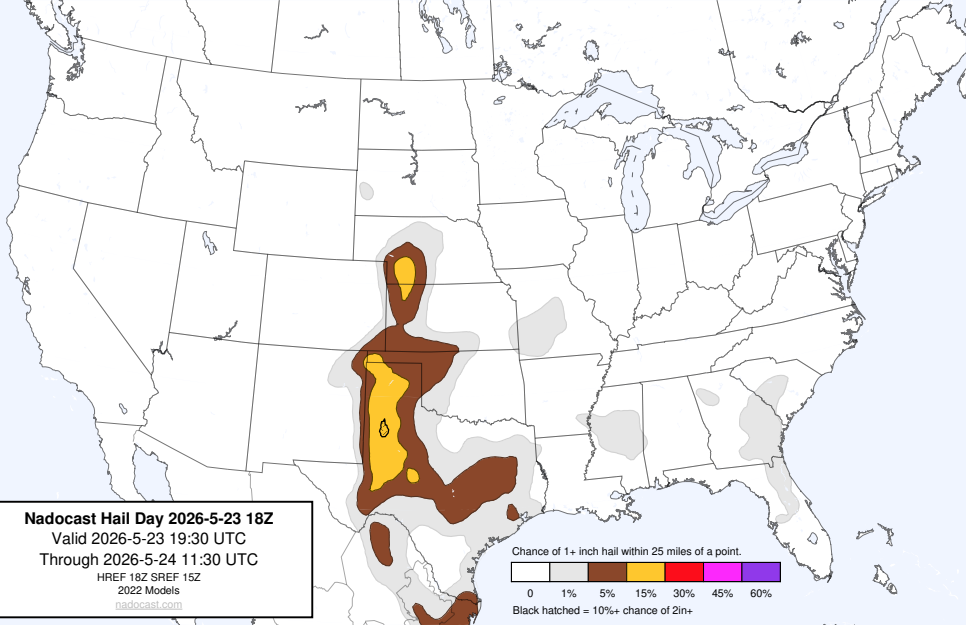 Nadocast Hail Day 2026-5-23 18Z
Valid 2026-5-23 19:30 UTC
Through 2026-5-24 11:30 UTC
HREF 18Z SREF 15Z
2022 Models
nadocast.com
Chance of 1+ inch hail within 25 miles of a point.
0 1% 5% 15% 30% 45% 60%
Black hatched = 10%+ chance of 2in+